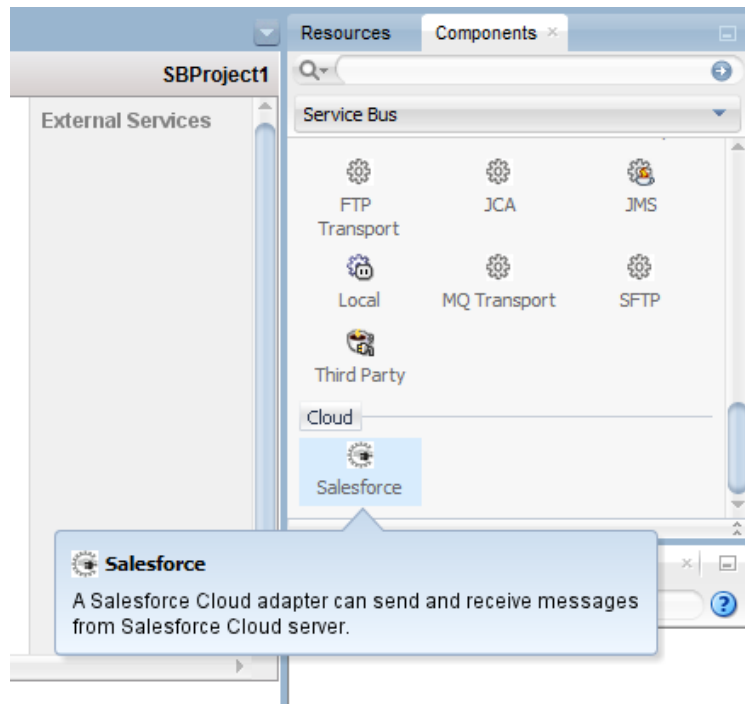 Resources
Components
SBProject1
External Services
Service Bus
FTP
Transport
JCA
JMS
Local
MQ Transport
SFTP
Third Party
Cloud
Salesforce
Salesforce
A Salesforce Cloud adapter can send and receive messages
from Salesforce Cloud server.